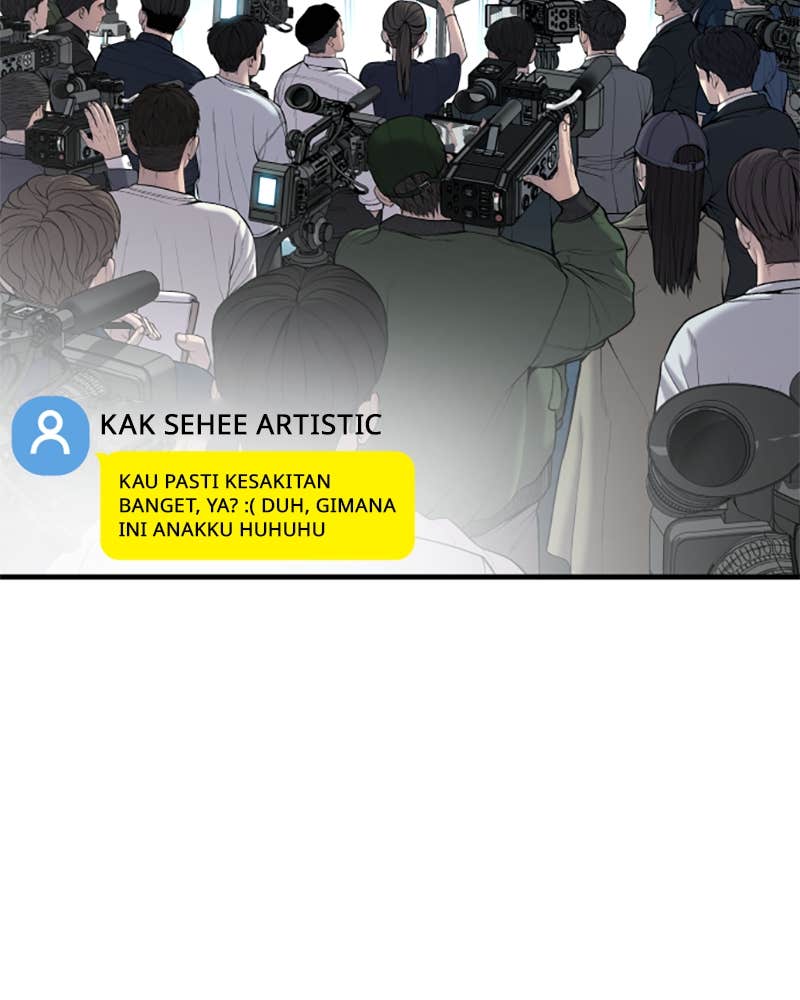 KAK SEHEE ARTISTIC
KAU PASTI KESAKITAN
BANGET, YA? :( DUH, GIMANA
INI ANAKKU HUHUHU